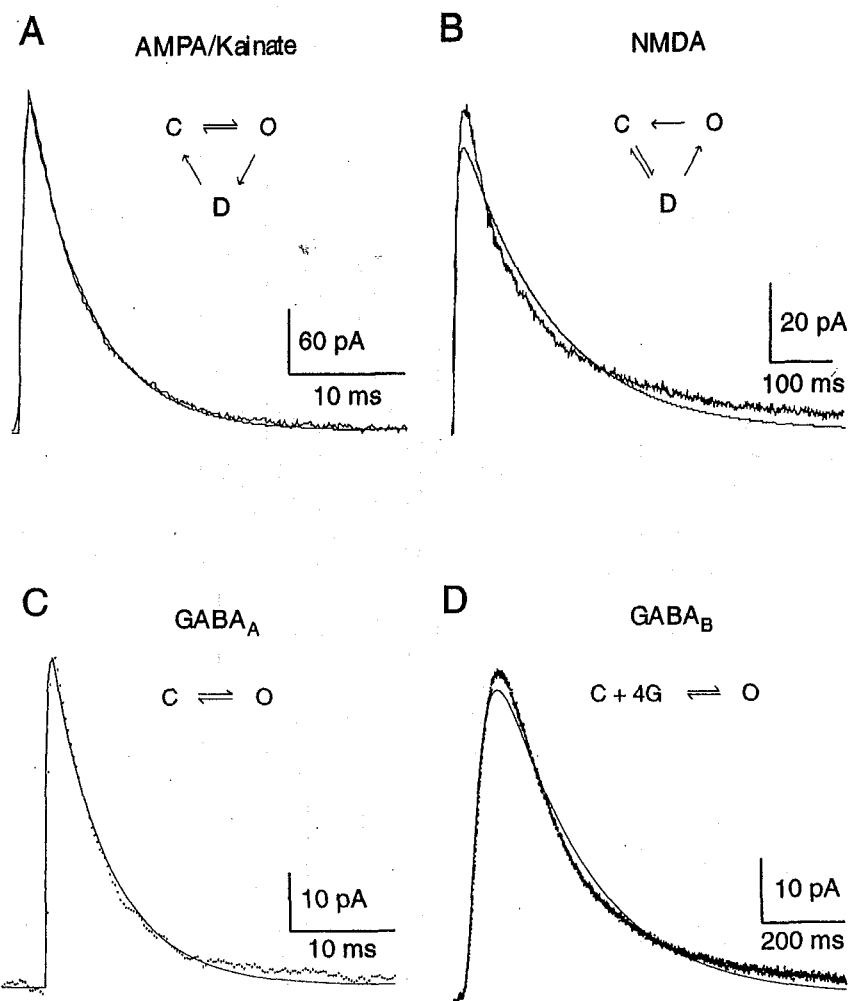 A
AMPA/Kainate
C ⇌ O
D
60 pA
10 ms
B
NMDA
C ← O
D
20 pA
100 ms
C
GABAA
C ⇌ O
10 pA
10 ms
D
GABAB
C + 4G ⇌ O
10 pA
200 ms